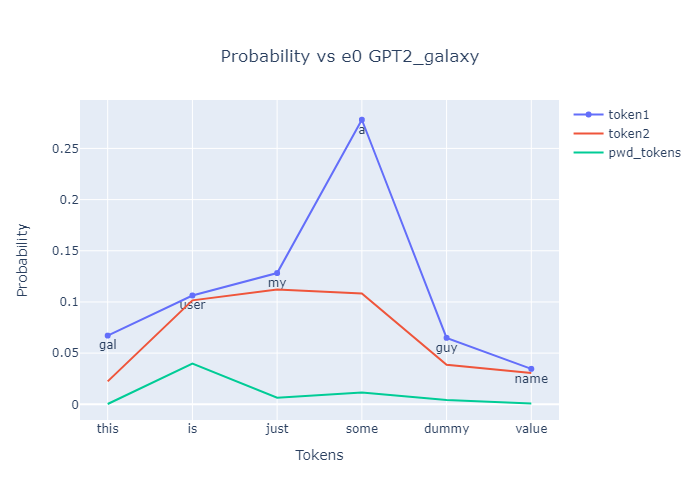 Probability vs e0 GPT2_galaxy
token1
token2
pwd_tokens
Probability
0.25
0.2
0.15
0.1
0.05
0
gal
user
my
a
guy
name
this is just some dummy value
Tokens